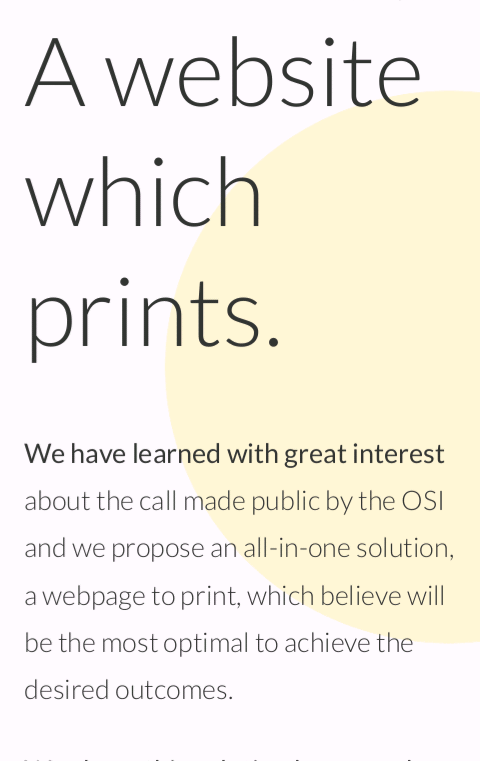 A website
which
prints.
We have learned with great interest
about the call made public by the OSI
and we propose an all-in-one solution,
a webpage to print, which believe will
be the most optimal to achieve the
desired outcomes.